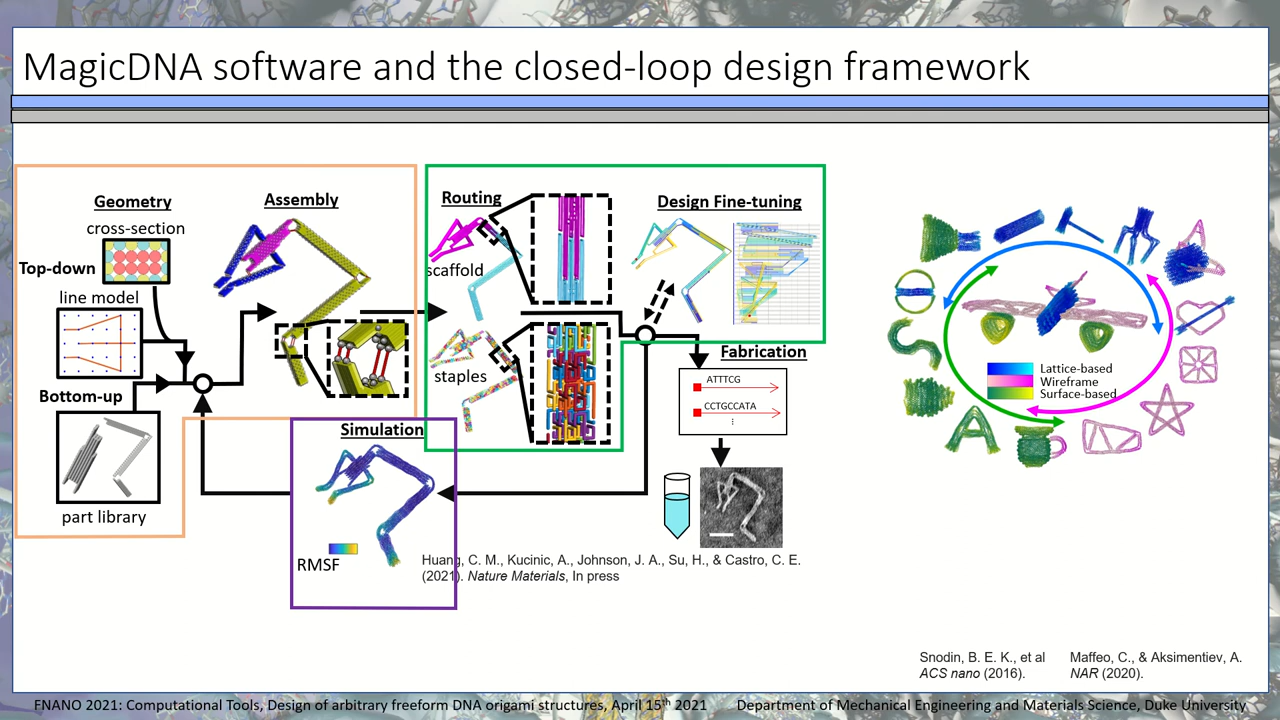 MagicDNA software and the closed-loop design framework
Geometry
cross-section
Top-down
line model
Bottom-up
part library
Assembly
Routing
scaffold
staples
Design Fine-tuning
Simulation
RMSF
Fabrication
ATTTCG
CCTGCCATA
⋮
Huang, C. M., Kucinic, A., Johnson, J. A., Su, H., & Castro, C. E.
(2021). Nature Materials, In press
Lattice-based
Wireframe
Surface-based
Snodin, B. E. K., et al
ACS nano (2016).
Maffeo, C., & Aksimentiev, A.
NAR (2020).
FNANO 2021: Computational Tools, Design of arbitrary freeform DNA origami structures, April 15th 2021
Department of Mechanical Engineering and Materials Science, Duke University